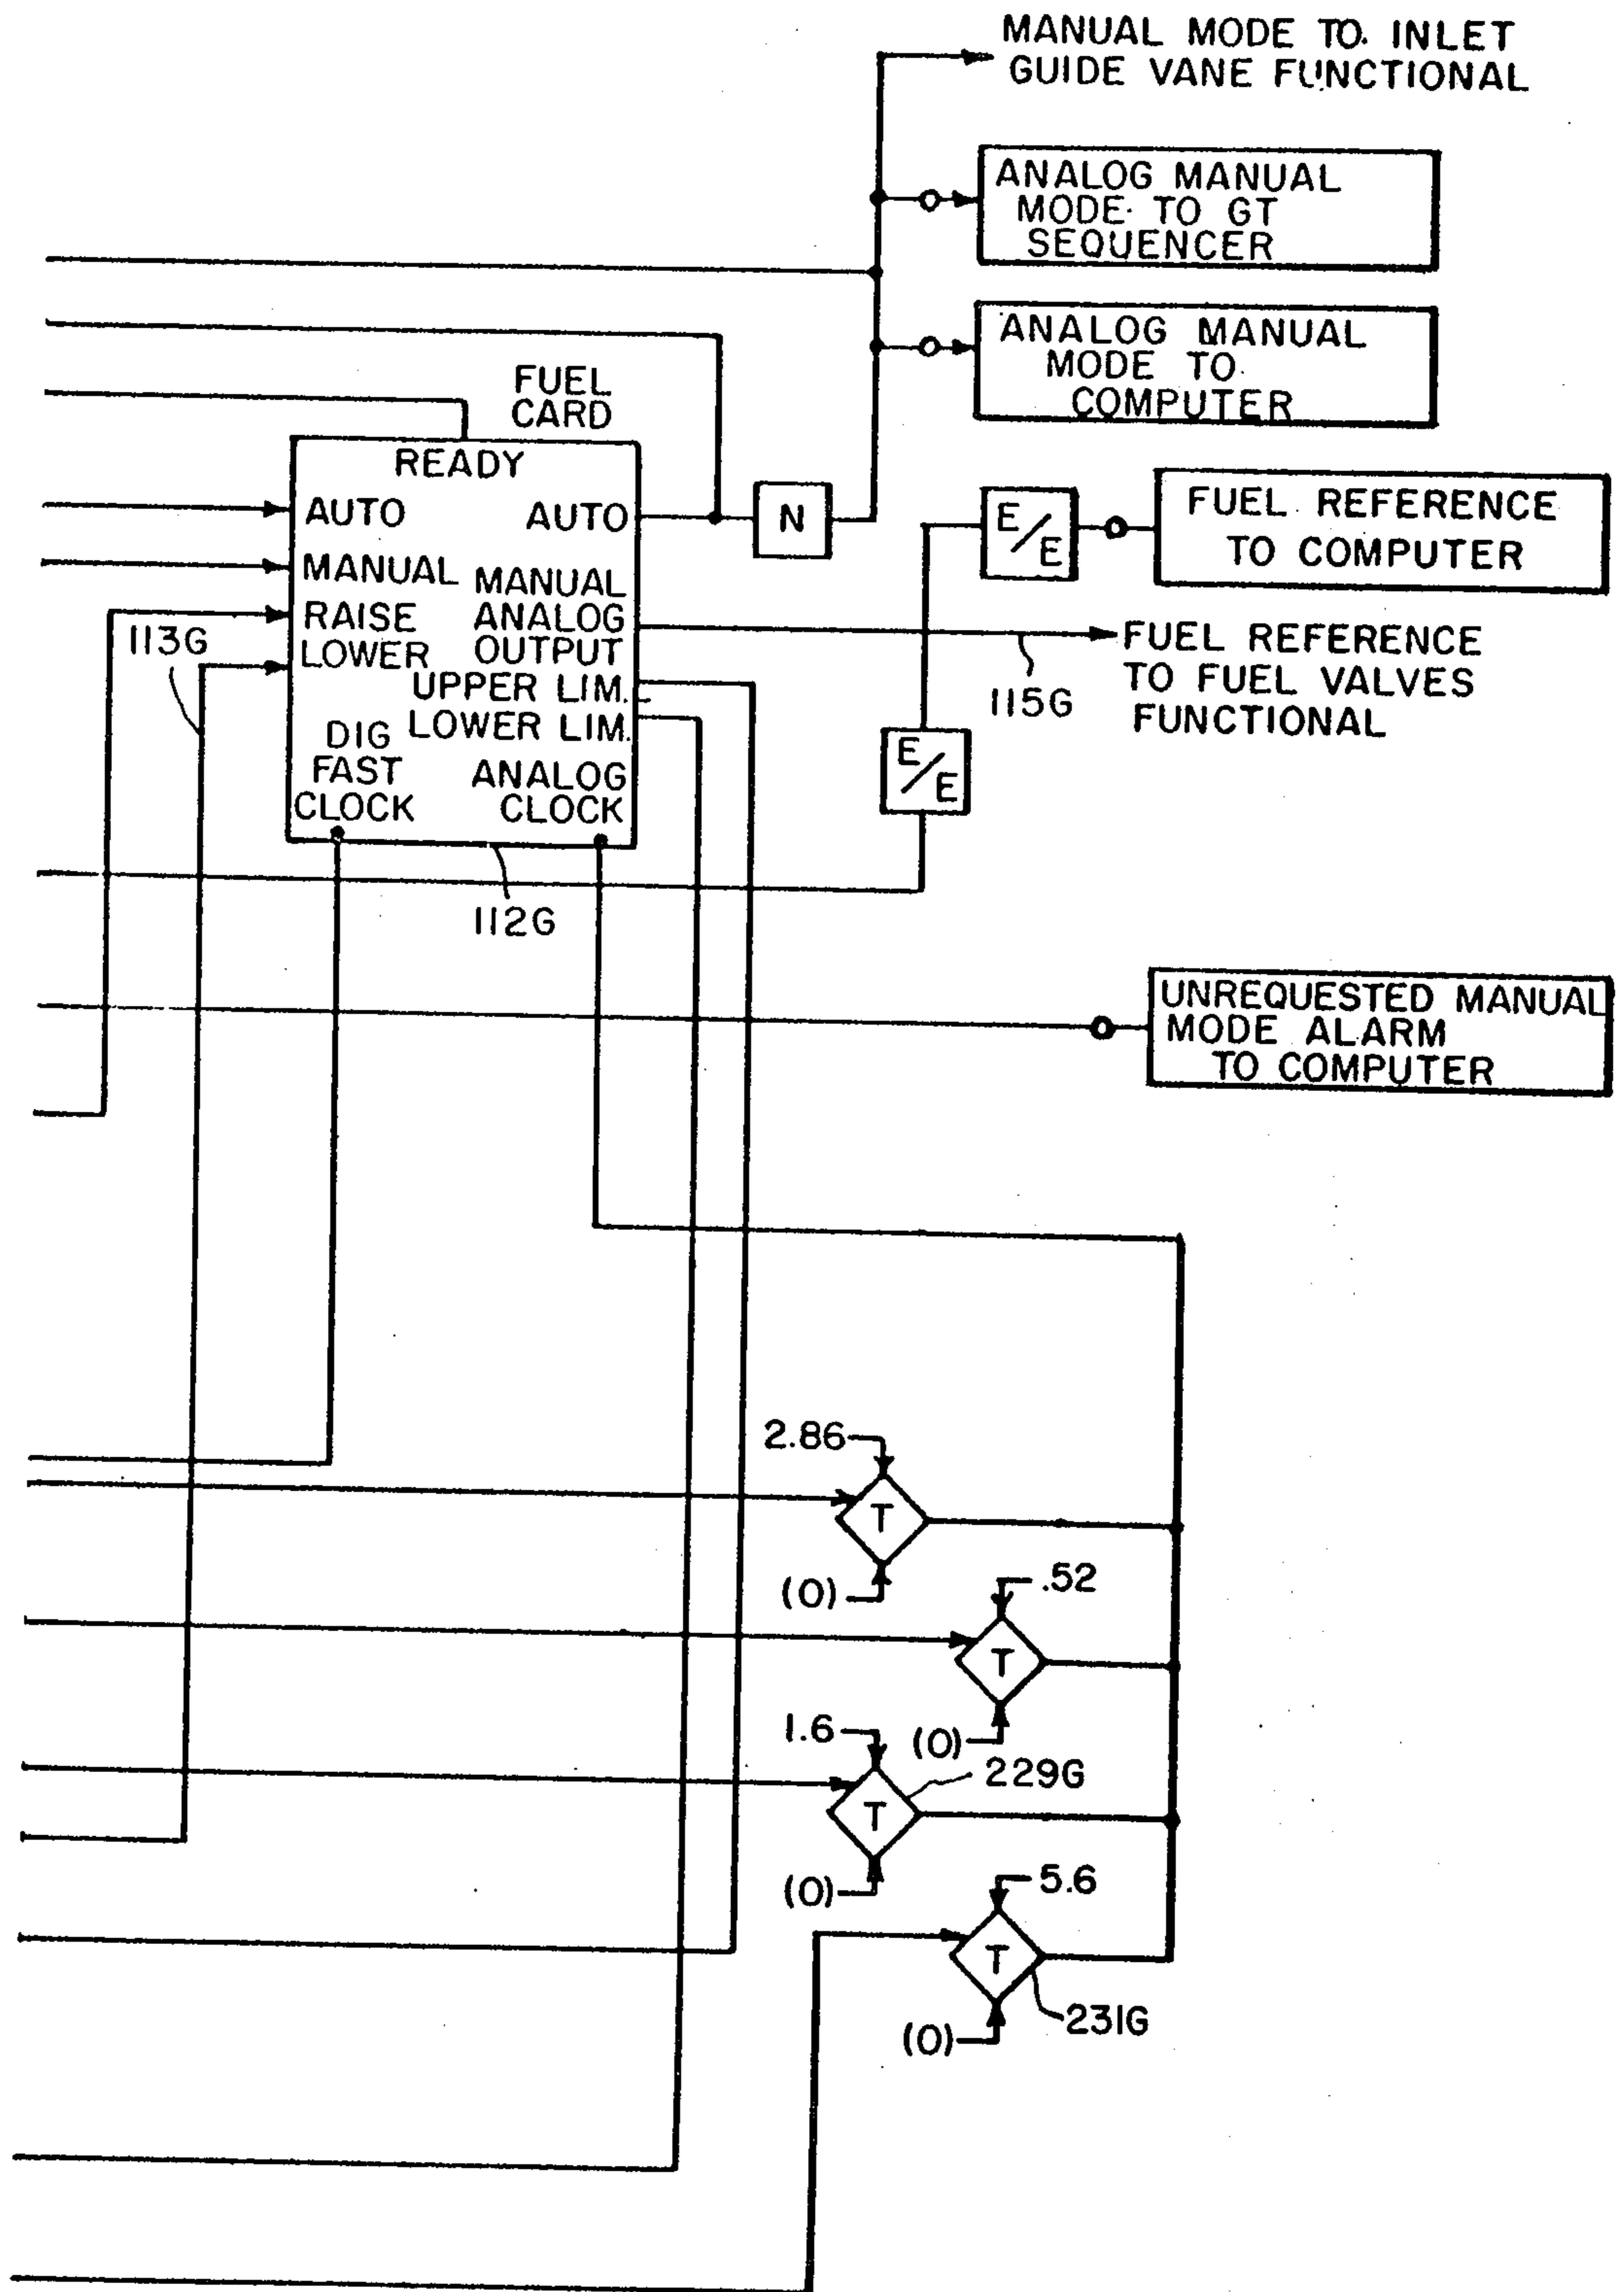 MANUAL MODE TO. INLET
GUIDE VANE FUNCTIONAL
ANALOG MANUAL
MODE TO GT
SEQUENCER
ANALOG MANUAL
MODE TO
COMPUTER
FUEL
CARD
READY
AUTO
AUTO
N
E/E
FUEL REFERENCE
TO COMPUTER
MANUAL
MANUAL
RAISE
ANALOG
LOWER
OUTPUT
113G
UPPER LIM.
LOWER LIM.
DIG
FAST
CLOCK
ANALOG
CLOCK
115G
FUEL REFERENCE
TO FUEL VALVES
FUNCTIONAL
E/E
112G
UNREQUESTED MANUAL
MODE ALARM
TO COMPUTER
2.86
T
(0)
.52
T
(0)
1.6
229G
T
(0)
5.6
T
231G
(0)